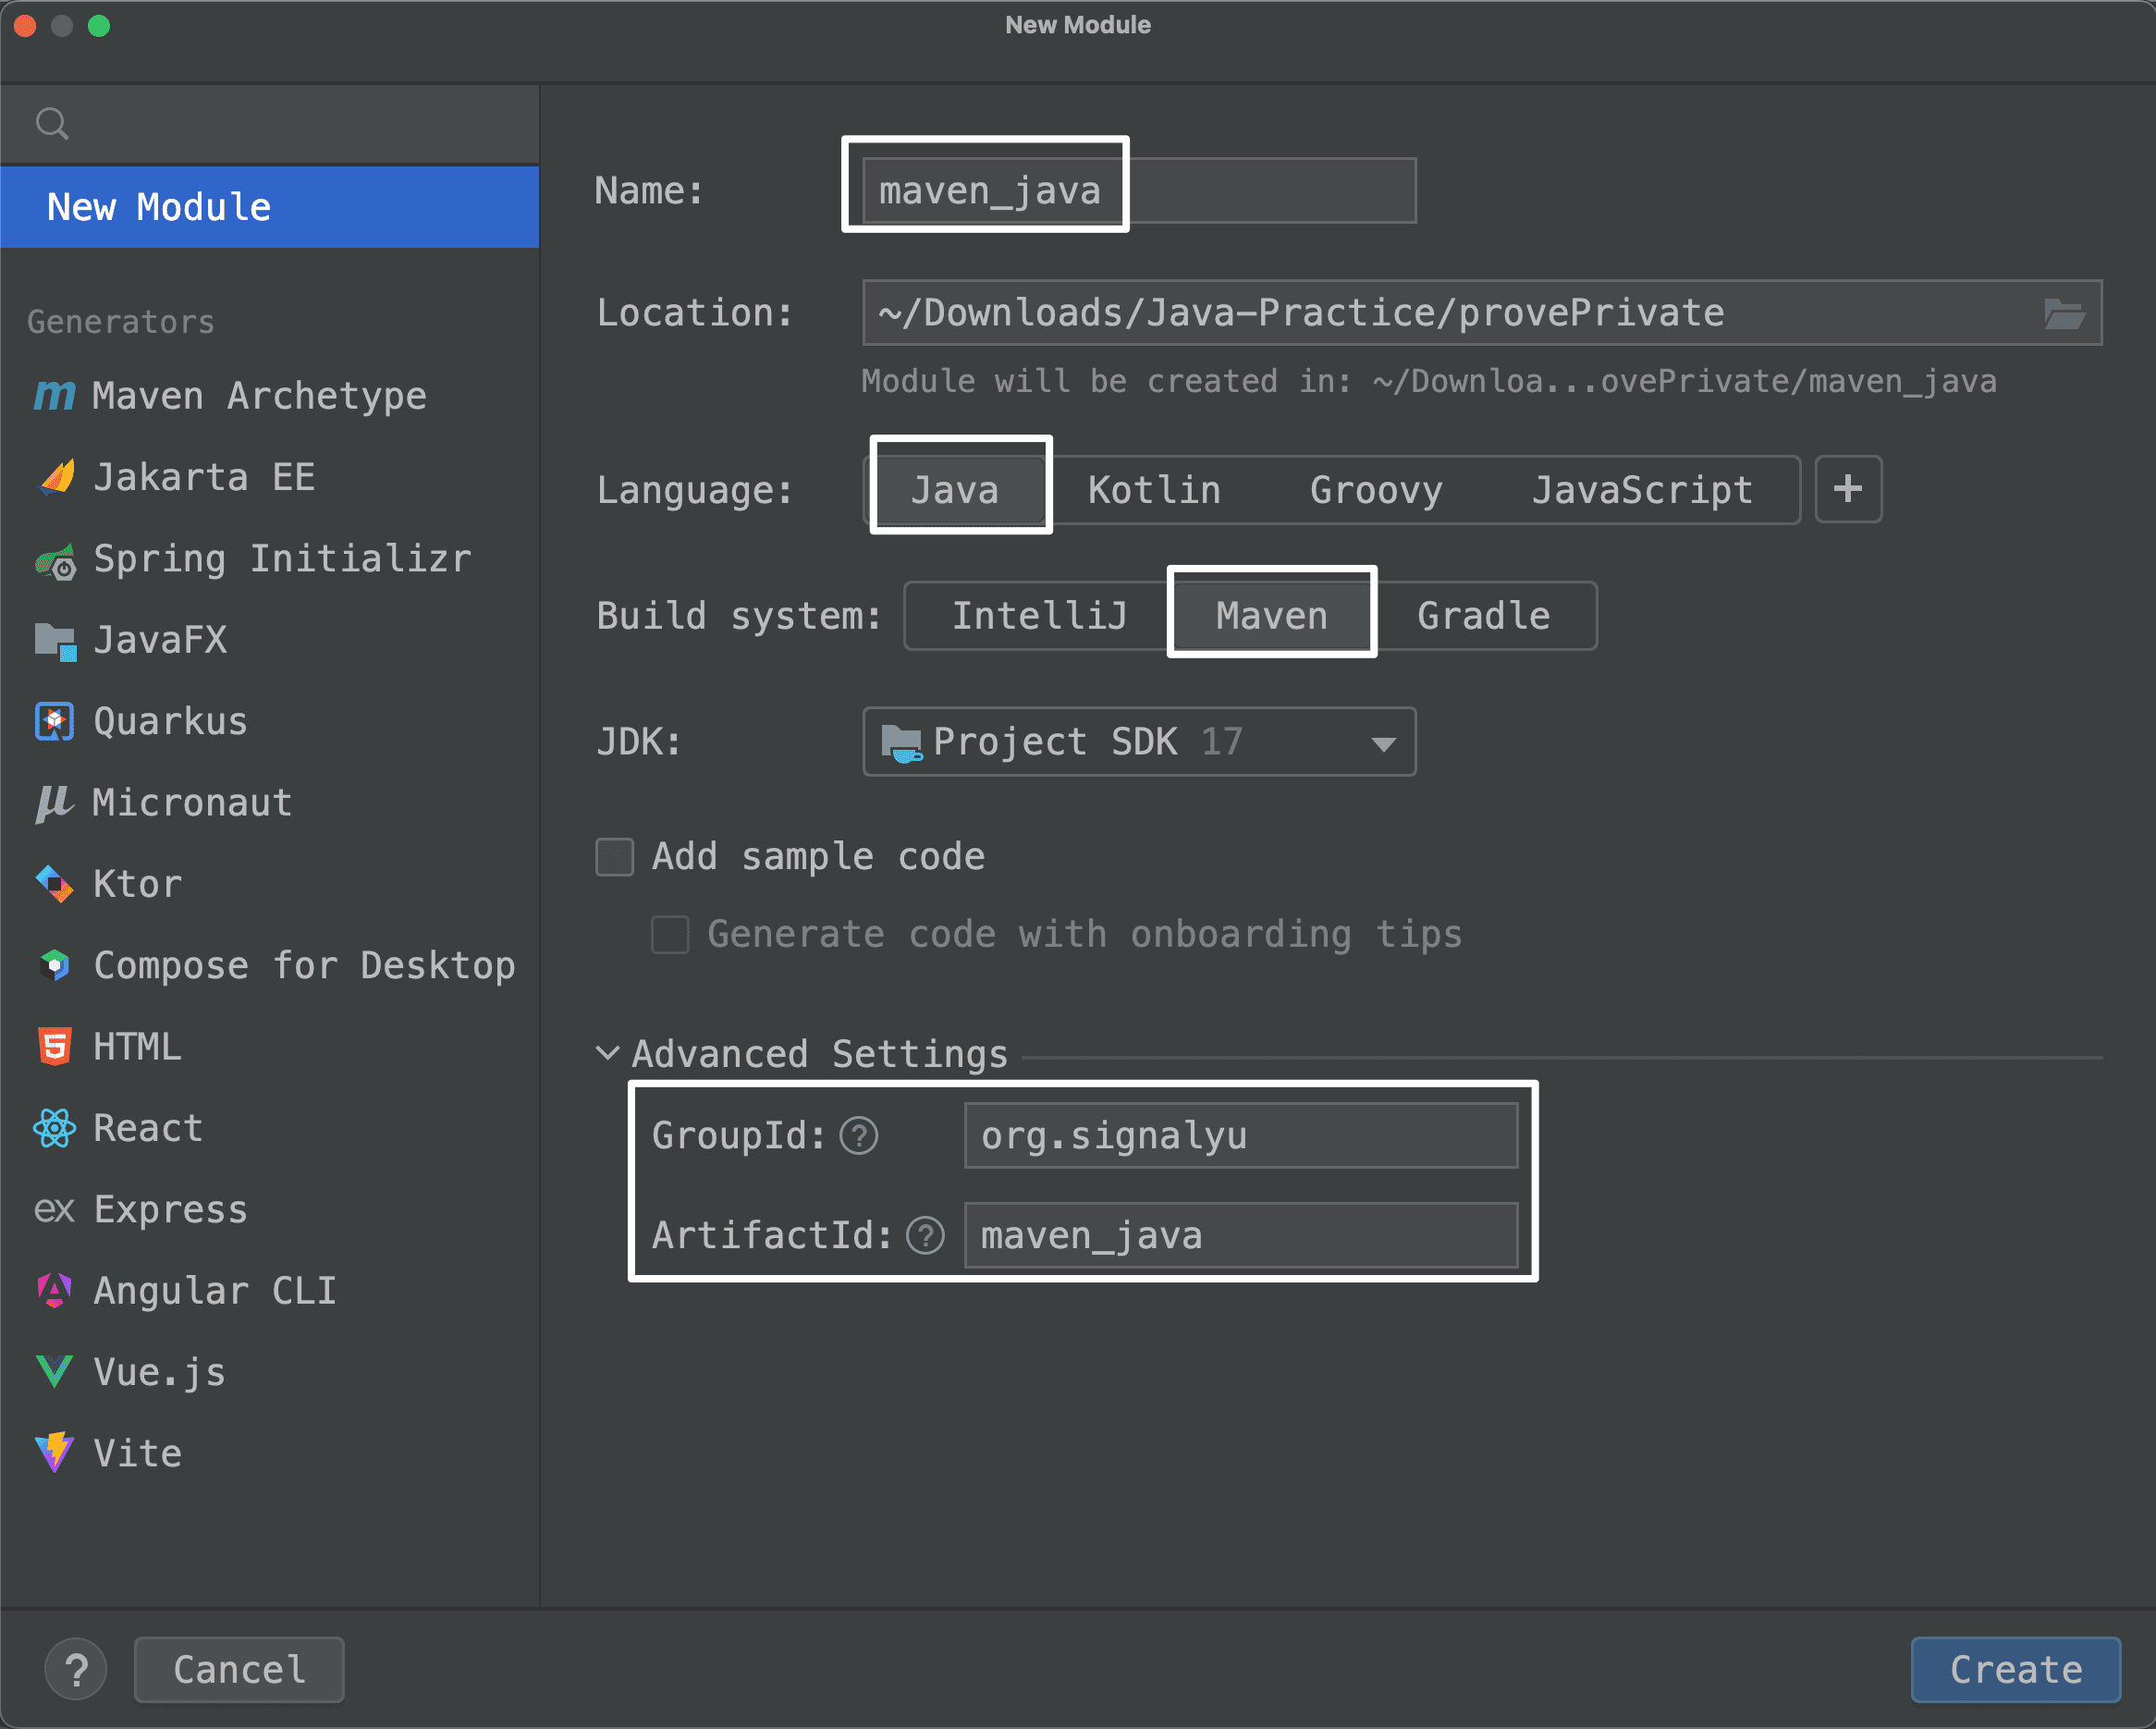 New Module
New Module
Generators
Maven Archetype
Jakarta EE
Spring Initializr
JavaFX
Quarkus
Micronaut
Ktor
Compose for Desktop
HTML
React
ex Express
Angular CLI
Vue.js
Vite
Name: maven_java
Location: ~/Downloads/Java-Practice/provePrivate
Module will be created in: ~/Downloa...ovePrivate/maven_java
Language: Java Kotlin Groovy JavaScript +
Build system: IntelliJ Maven Gradle
JDK: Project SDK 17
Add sample code
Generate code with onboarding tips
Advanced Settings
GroupId: ? org.signalyu
ArtifactId: ? maven_java
? Cancel Create